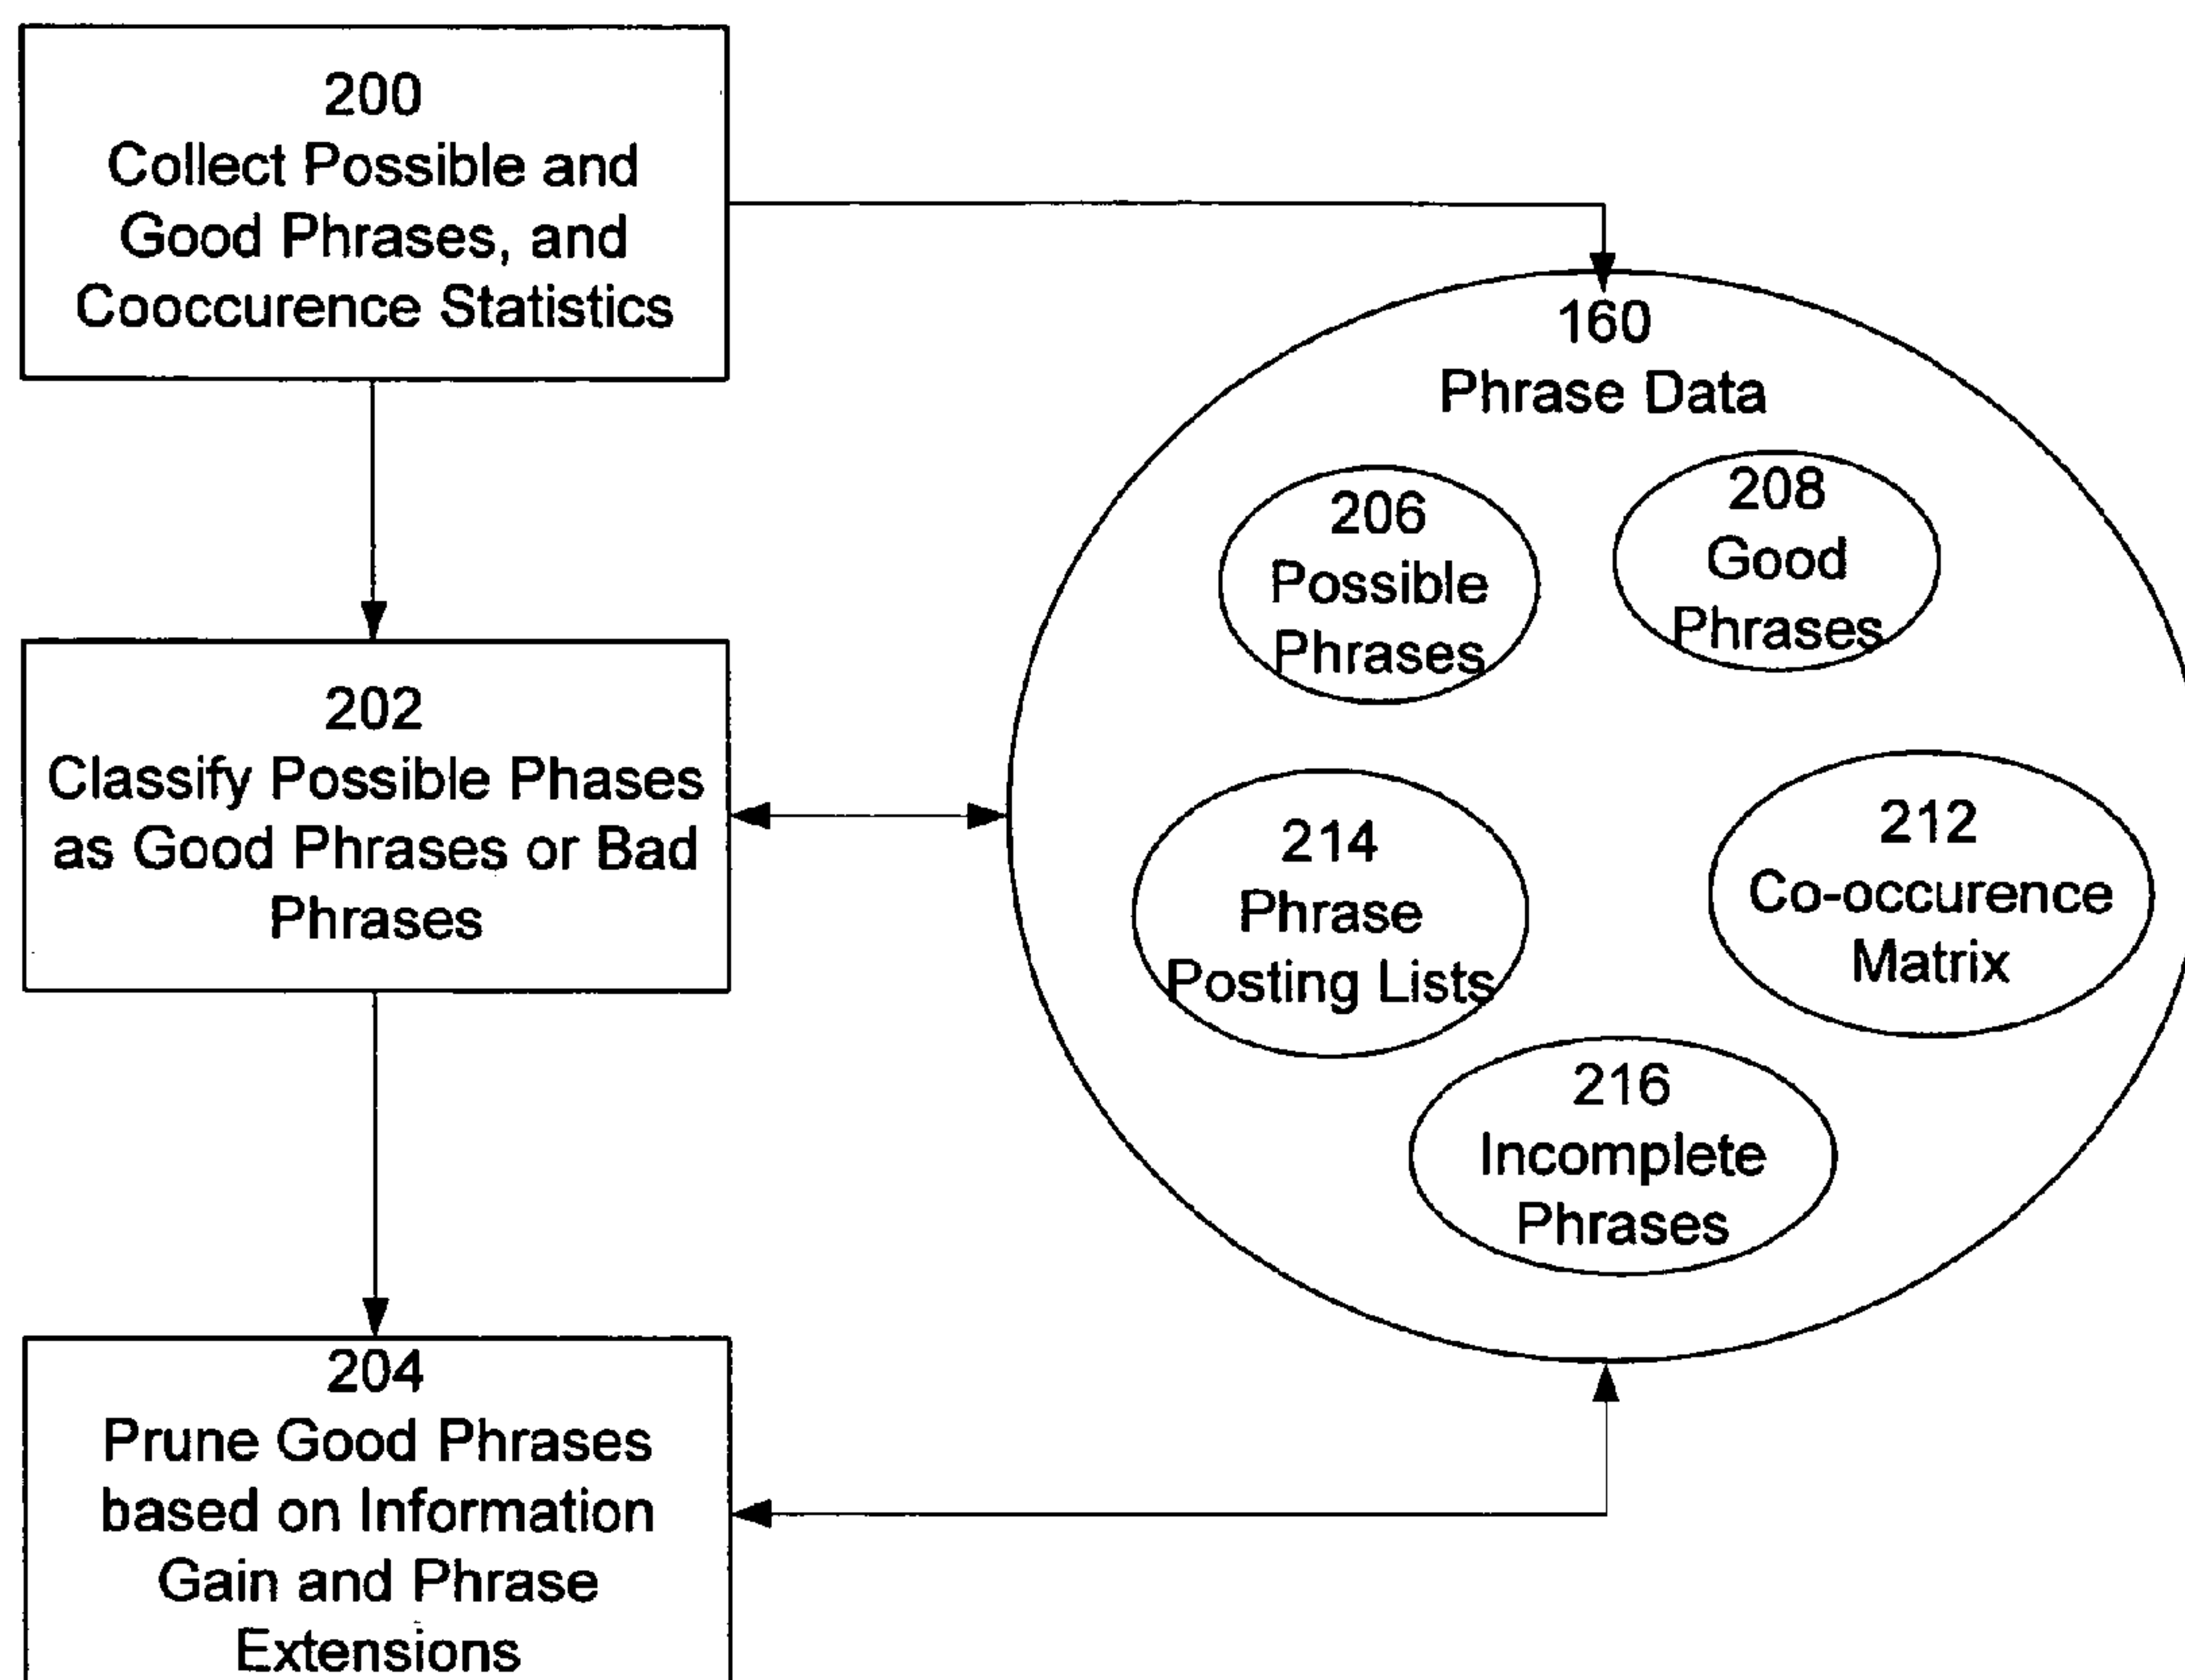 200
Collect Possible and
Good Phrases, and
Cooccurence Statistics
202
Classify Possible Phases
as Good Phrases or Bad
Phrases
204
Prune Good Phrases
based on Information
Gain and Phrase
Extensions
160
Phrase Data
206
Possible
Phrases
208
Good
Phrases
214
Phrase
Posting Lists
212
Co-occurence
Matrix
216
Incomplete
Phrases